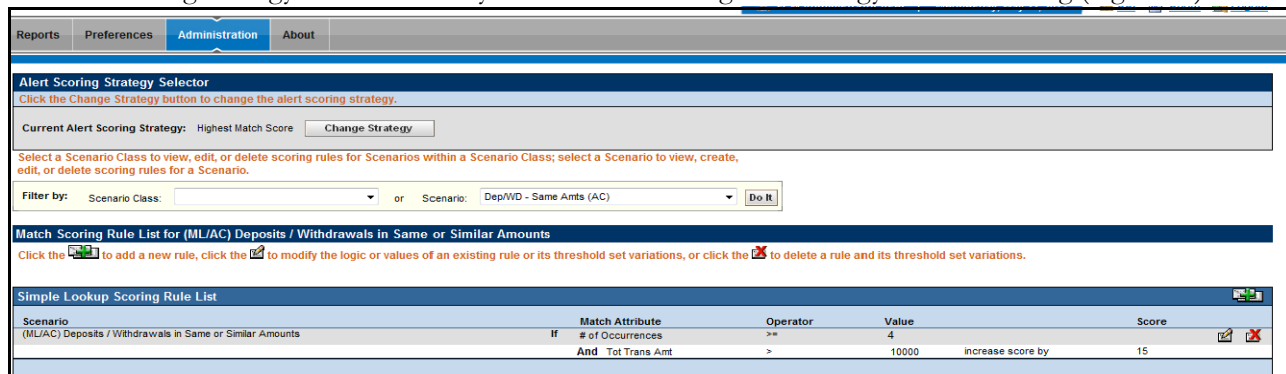 Reports Preferences Administration About
Alert Scoring Strategy Selector
Click the Change Strategy button to change the alert scoring strategy.
Current Alert Scoring Strategy: Highest Match Score Change Strategy
Select a Scenario Class to view, edit, or delete scoring rules for Scenarios within a Scenario Class; select a Scenario to view, create,
edit, or delete scoring rules for a Scenario.
Filter by: Scenario Class: or Scenario: Dep/WD - Same Amts (AC) Do It
Match Scoring Rule List for (ML/AC) Deposits / Withdrawals in Same or Similar Amounts
Click the to add a new rule, click the to modify the logic or values of an existing rule or its threshold set variations, or click the to delete a rule and its threshold set variations.
Simple Lookup Scoring Rule List
Scenario Match Attribute Operator Value Score
(ML/AC) Deposits / Withdrawals in Same or Similar Amounts If # of Occurrences >= 4
And Tot Trans Amt > 10000 increase score by 15